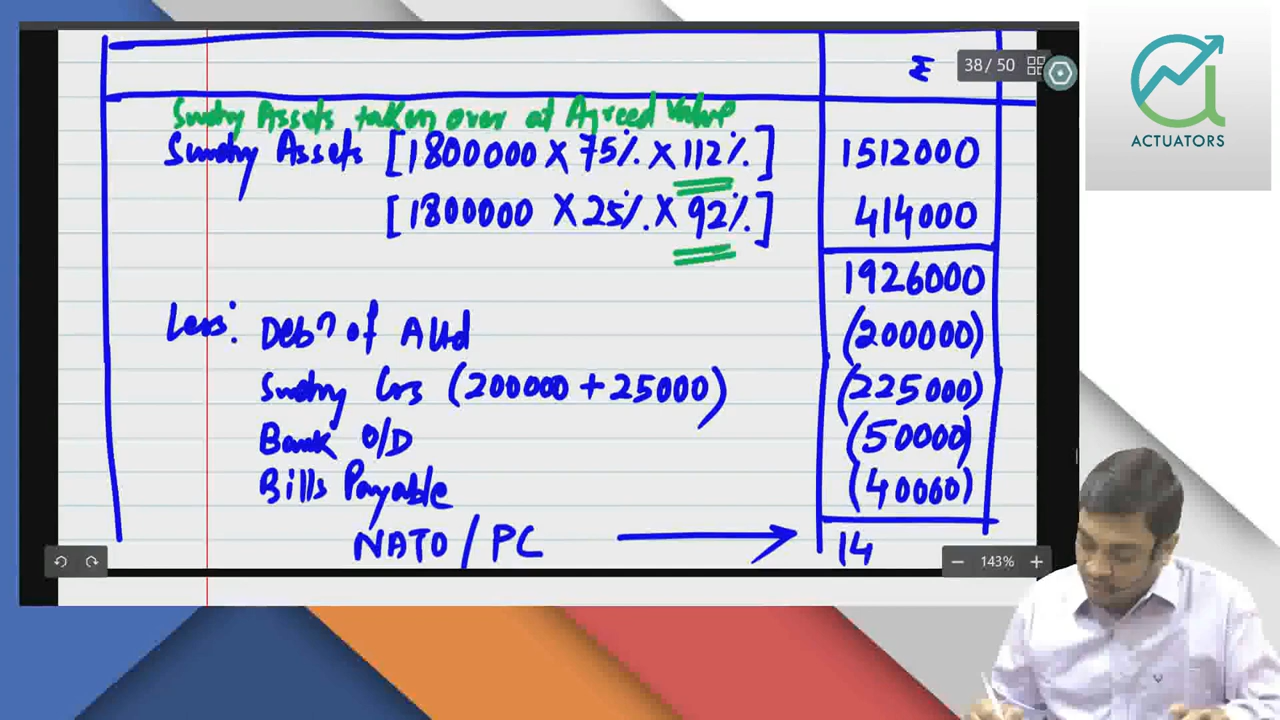 ₹
38 / 50
Sundry Assets taken over at Agreed Value
Sundry Assets [1800000 X 75% X 112%] 1512000
[1800000 X 25% X 92%] 414000
1926000
Less: Debn of A Ltd (200000)
Sundry Crs (200000 + 25000) (225000)
Bank O/D (50000)
Bills Payable (40000)
NATO / PC 14
143%
ACTUATORS